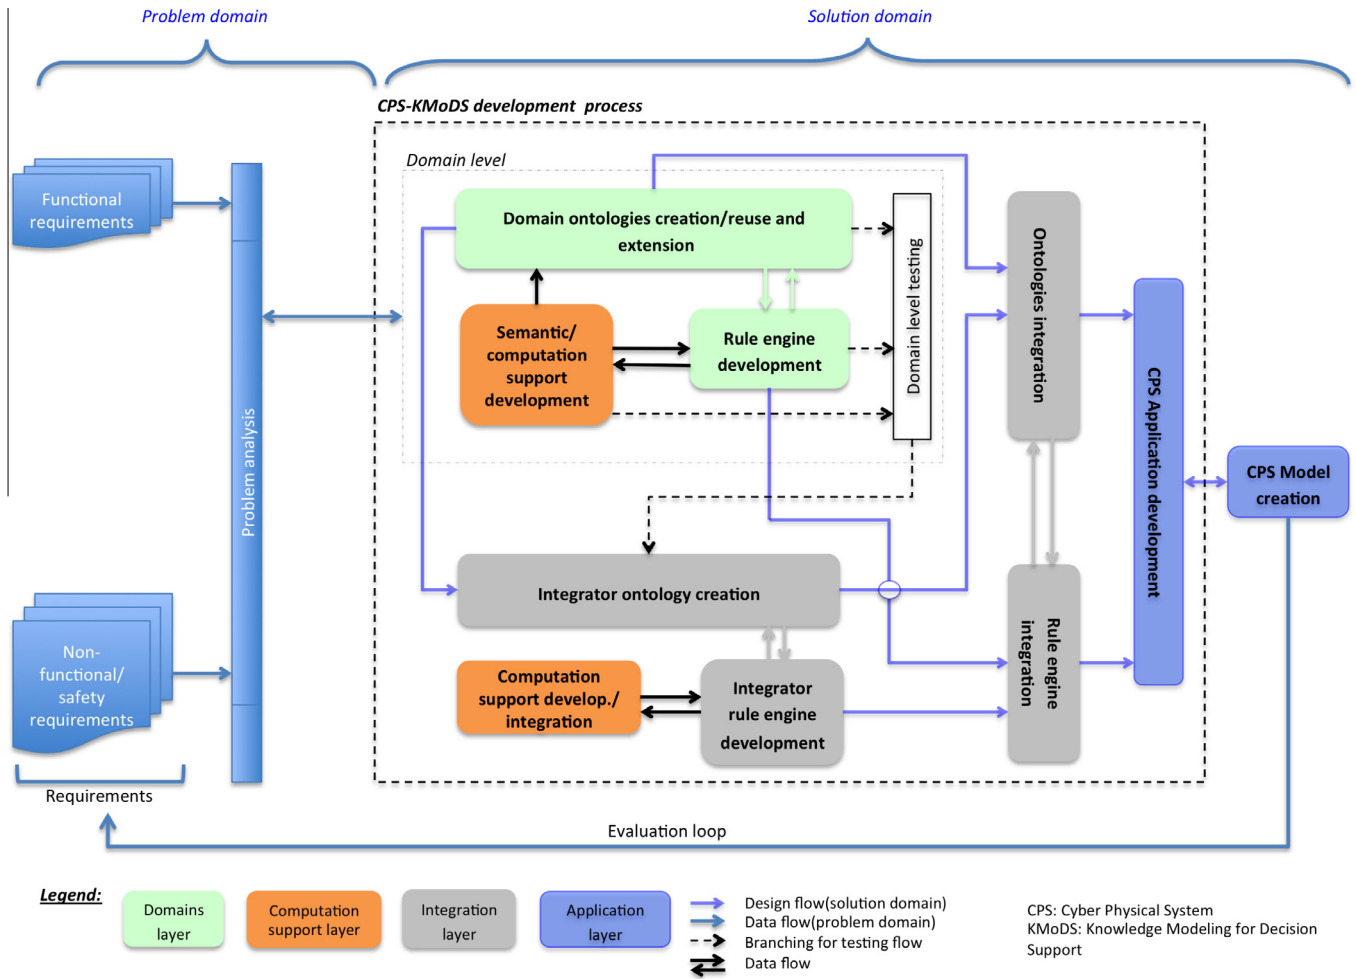 Problem domain
Solution domain
CPS-KMoDS development process
Domain level
Functional
requirements
Problem analysis
Domain ontologies creation/reuse and
extension
Semantic/
computation
support
development
Rule engine
development
Domain level testing
Ontologies integration
CPS Application development
CPS Model
creation
Non-
functional/
safety
requirements
Integrator ontology creation
Computation
support develop./
integration
Integrator
rule engine
development
Rule engine
integration
Requirements
Evaluation loop
Legend:
Domains
layer
Computation
support layer
Integration
layer
Application
layer
Design flow(solution domain)
Data flow(problem domain)
Branching for testing flow
Data flow
CPS: Cyber Physical System
KMoDS: Knowledge Modeling for Decision
Support